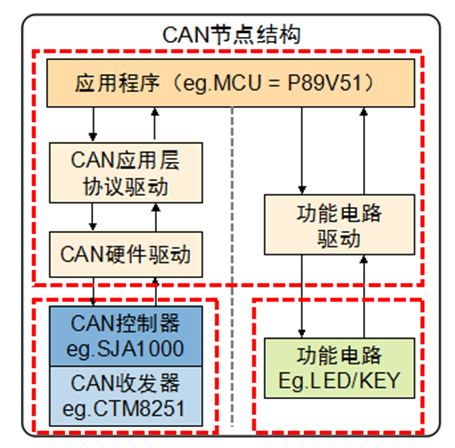 CAN节点结构
应用程序（eg.MCU = P89V51）
CAN应用层
协议驱动
CAN硬件驱动
功能电路
驱动
CAN控制器
eg.SJA1000
CAN收发器
eg.CTM8251
功能电路
Eg.LED/KEY